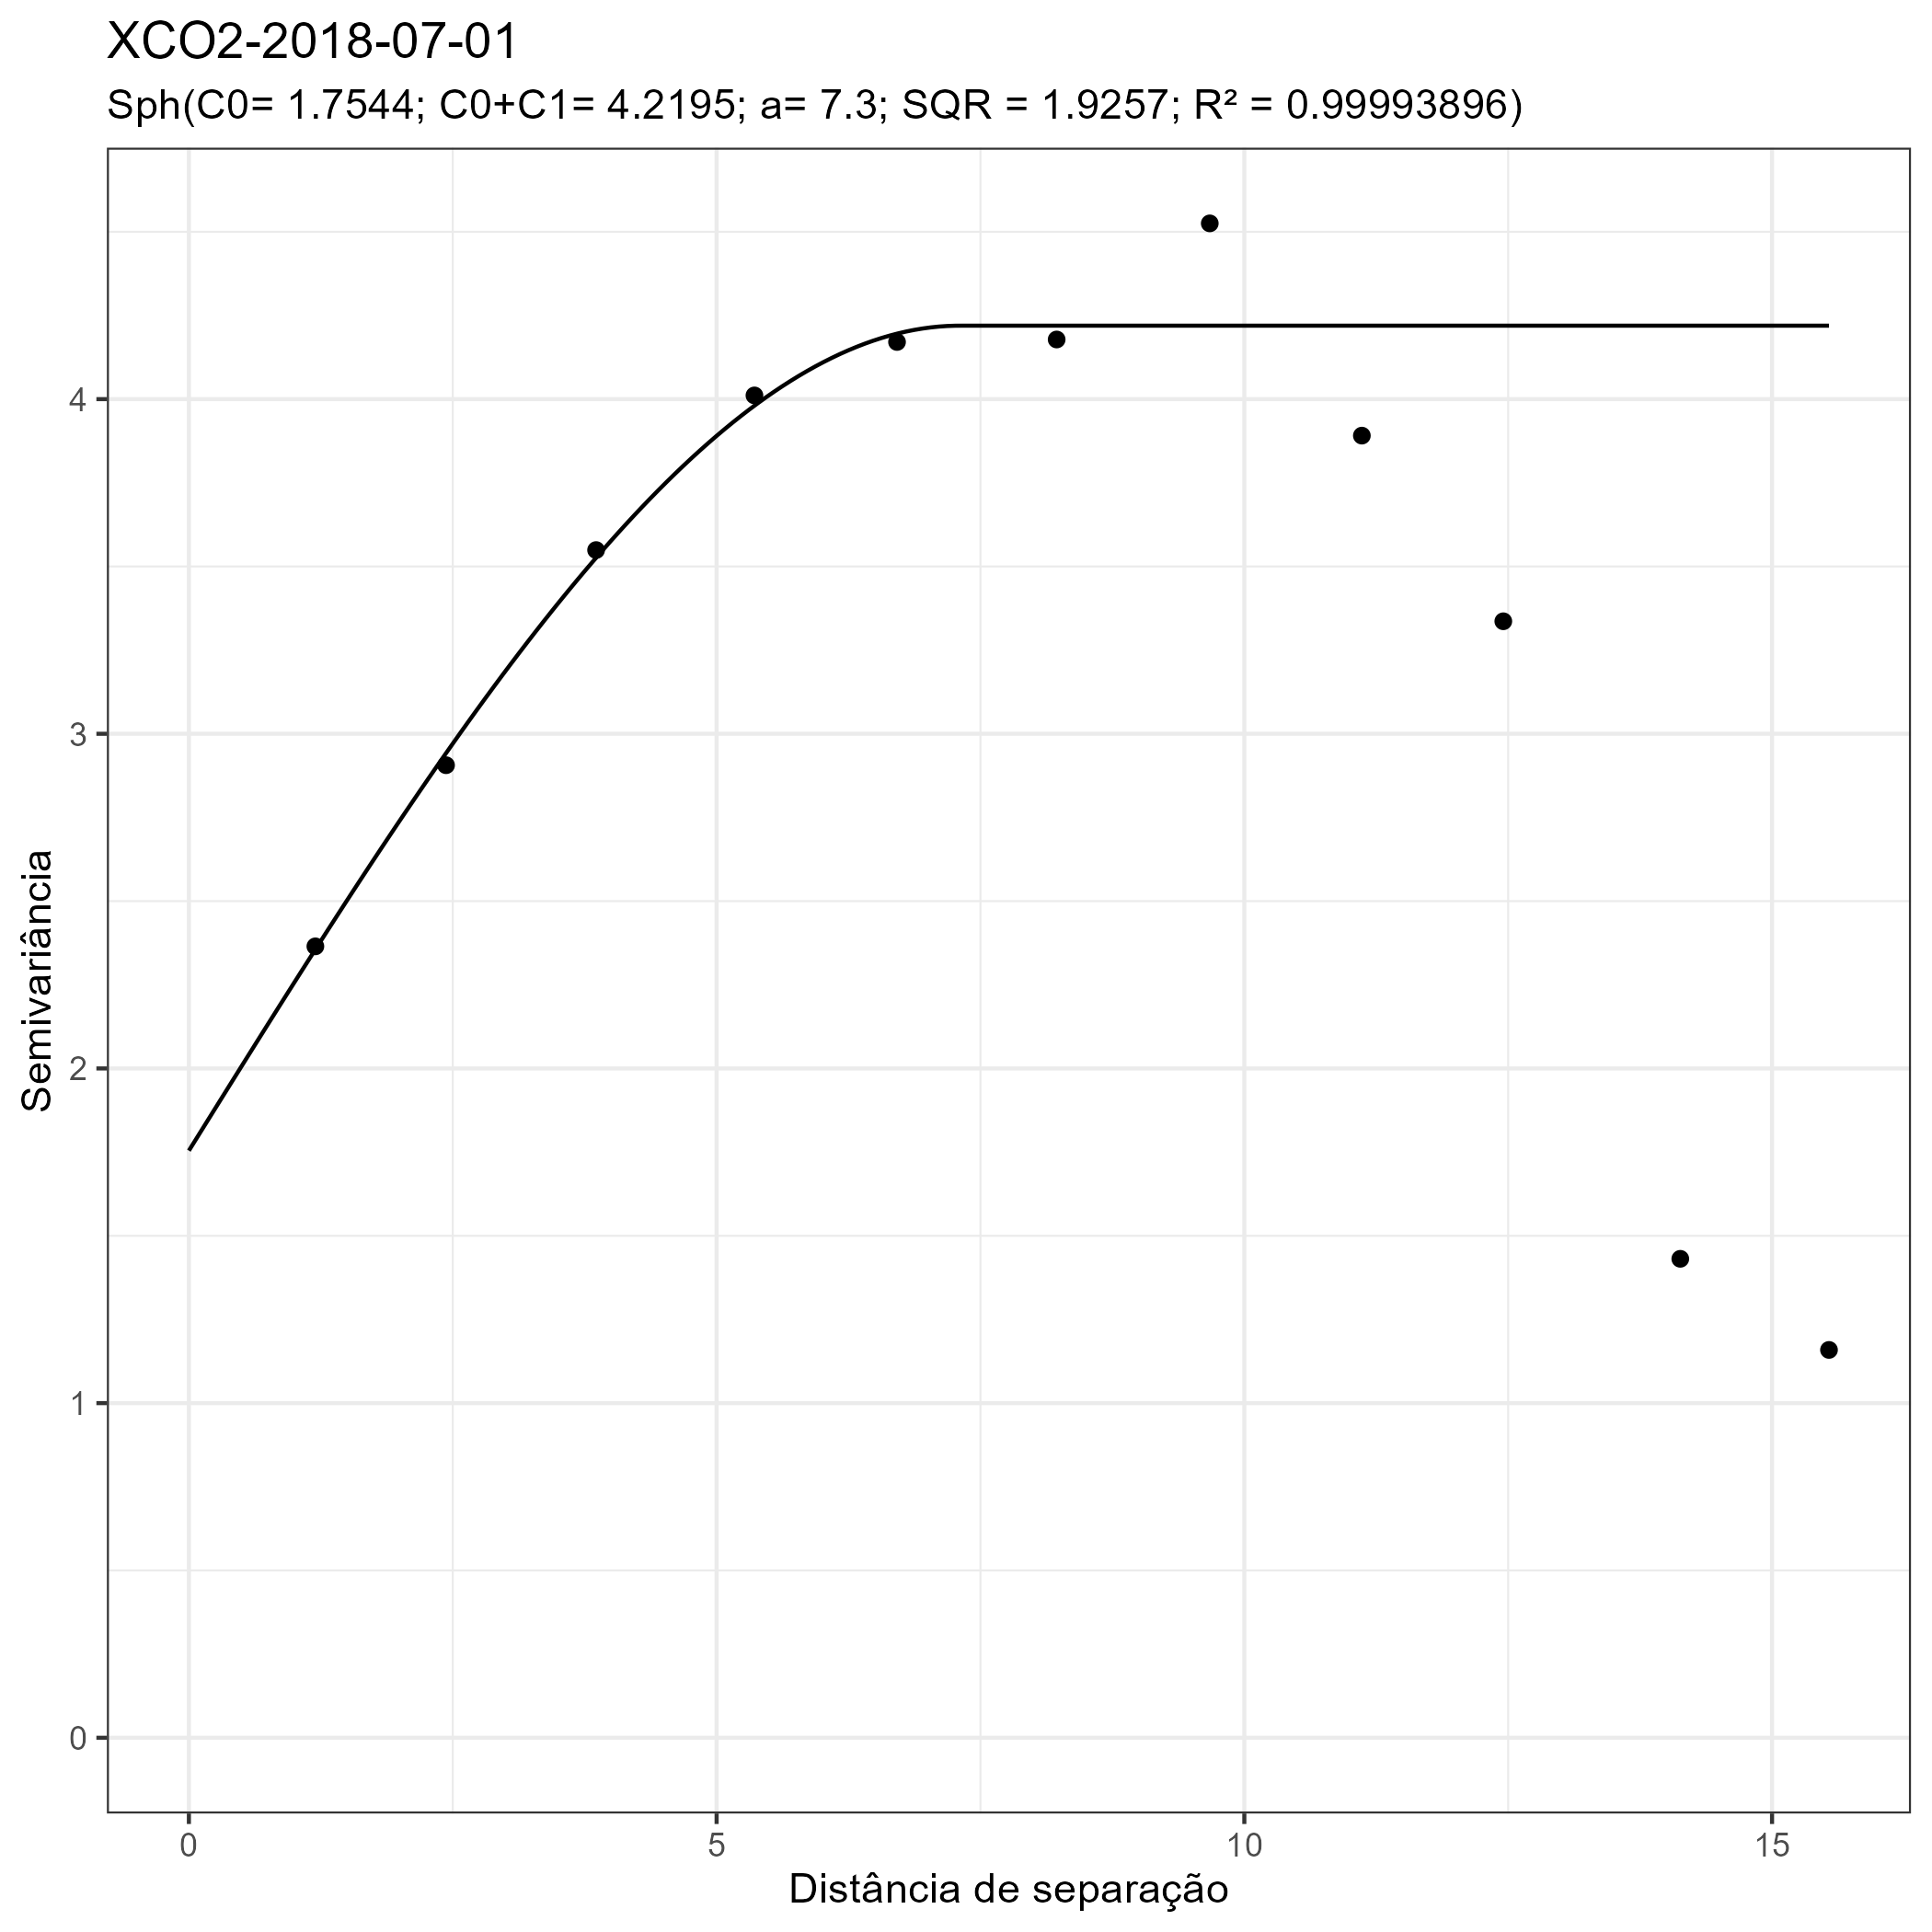 XCO2-2018-07-01
Sph(C0= 1.7544; C0+C1= 4.2195; a= 7.3; SQR = 1.9257; R² = 0.99993896)
Semivariância
4
3
2
1
0
0 5 10 15
Distância de separação